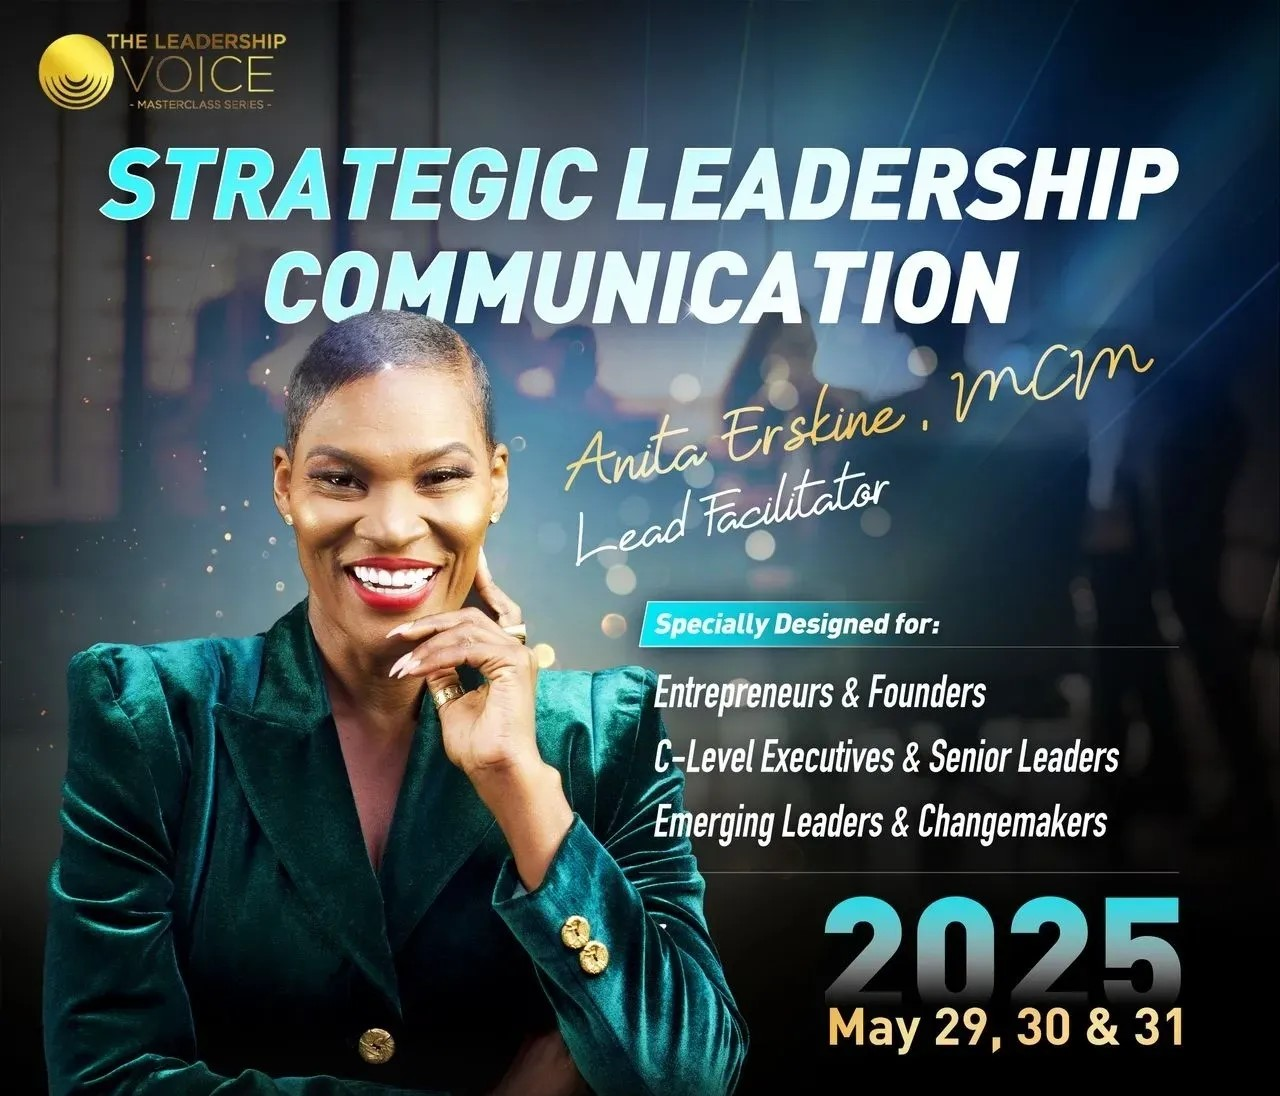 THE LEADERSHIP
VOICE
- MASTERCLASS SERIES -
STRATEGIC LEADERSHIP
COMMUNICATION
Anita Erskine, MCM
Lead Facilitator
Specially Designed for:
Entrepreneurs & Founders
C-Level Executives & Senior Leaders
Emerging Leaders & Changemakers
2025
May 29, 30 & 31